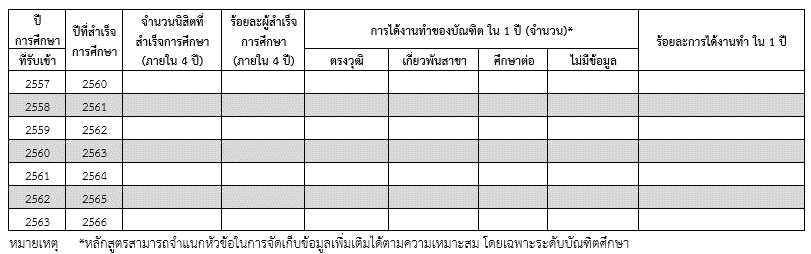 ปี
การศึกษา
ที่รับเข้า
ปีที่สำเร็จ
การศึกษา
จำนวนนิสิตที่
สำเร็จการศึกษา
(ภายใน 4 ปี)
ร้อยละผู้สำเร็จ
การศึกษา
(ภายใน 4 ปี)
การได้งานทำของบัณฑิต ใน 1 ปี (จำนวน)*
ตรงวุฒิ เกี่ยวพันสาขา ศึกษาต่อ ไม่มีข้อมูล
ร้อยละการได้งานทำ ใน 1 ปี
2557 2560
2558 2561
2559 2562
2560 2563
2561 2564
2562 2565
2563 2566
หมายเหตุ *หลักสูตรสามารถจำแนกหัวข้อในการจัดเก็บข้อมูลเพิ่มเติมได้ตามความเหมาะสม โดยเฉพาะระดับบัณฑิตศึกษา